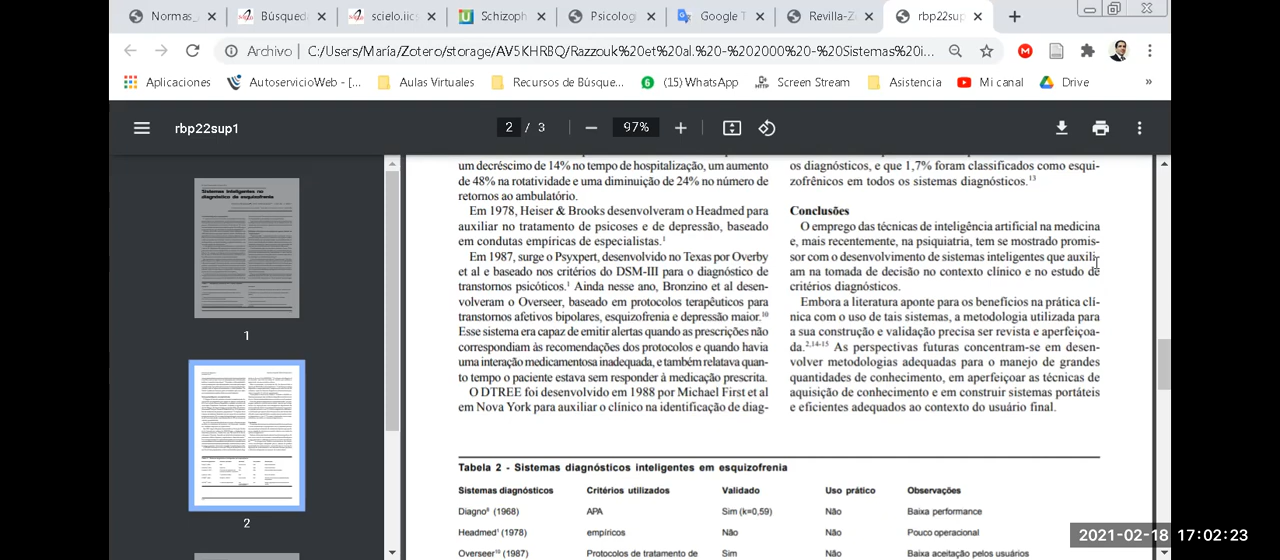 Normas_
Búsqued
scielo.iic
Schizoph
Psicolog
Google T
Revilla-Z
rbp22sup
Archivo
C:/Users/María/Zotero/storage/AV5KHRBQ/Razzouk%20et%20al.%20-%202000%20-%20Sistemas%20i...
Aplicaciones
AutoservicioWeb - [...
Aulas Virtuales
Recursos de Búsque...
(15) WhatsApp
Screen Stream
Asistencia
Mi canal
Drive
»
rbp22sup1
2 / 3
97%
1
2
um decréscimo de 14% no tempo de hospitalização, um aumento
de 48% na rotatividade e uma diminuição de 24% no número de
retornos ao ambulatório.
Em 1978, Heiser & Brooks desenvolveram o Headmed para
auxiliar no tratamento de psicoses e de depressão, baseado
em condutas empíricas de especialistas.1
Em 1987, surge o Psyxpert, desenvolvido no Texas por Overby
et al e baseado nos critérios do DSM-III para o diagnóstico de
transtornos psicóticos.1 Ainda nesse ano, Bronzino et al desen-
volveram o Overseer, baseado em protocolos terapêuticos para
transtornos afetivos bipolares, esquizofrenia e depressão maior.10
Esse sistema era capaz de emitir alertas quando as prescrições não
correspondiam às recomendações dos protocolos e quando havia
uma interação medicamentosa inadequada, e também relatava quan-
to tempo o paciente estava sem responder à medicação prescrita.
O DTREE foi desenvolvido em 1988 por Michael First et al
em Nova York para auxiliar o clínico na identificação de diag-
os diagnósticos, e que 1,7% foram classificados como esqui-
zofrênicos em todos os sistemas diagnósticos.13
Conclusões
O emprego das técnicas de inteligência artificial na medicina
e, mais recentemente, na psiquiatria, tem se mostrado promis-
sor com o desenvolvimento de sistemas inteligentes que auxili-
am na tomada de decisão no contexto clínico e no estudo de
critérios diagnósticos.
Embora a literatura aponte para os benefícios na prática clí-
nica com o uso de tais sistemas, a metodologia utilizada para
a sua construção e validação precisa ser revista e aperfeiçoa-
da.2,14-15 As perspectivas futuras concentram-se em desen-
volver metodologias adequadas para o manejo de grandes
quantidades de conhecimento, em aperfeiçoar as técnicas de
aquisição de conhecimento e em construir sistemas portáteis
e eficientes adequados ao contexto do usuário final.
Tabela 2 - Sistemas diagnósticos inteligentes em esquizofrenia
Sistemas diagnósticos Critérios utilizados Validado Uso prático Observações
Diagno8 (1968) APA Sim (k=0,59) Não Baixa performance
Headmed1 (1978) empíricos Não Não Pouco operacional
Overseer10 (1987) Protocolos de tratamento de Sim Não Baixa aceitação pelos usuários
2021-02-18 17:02:23